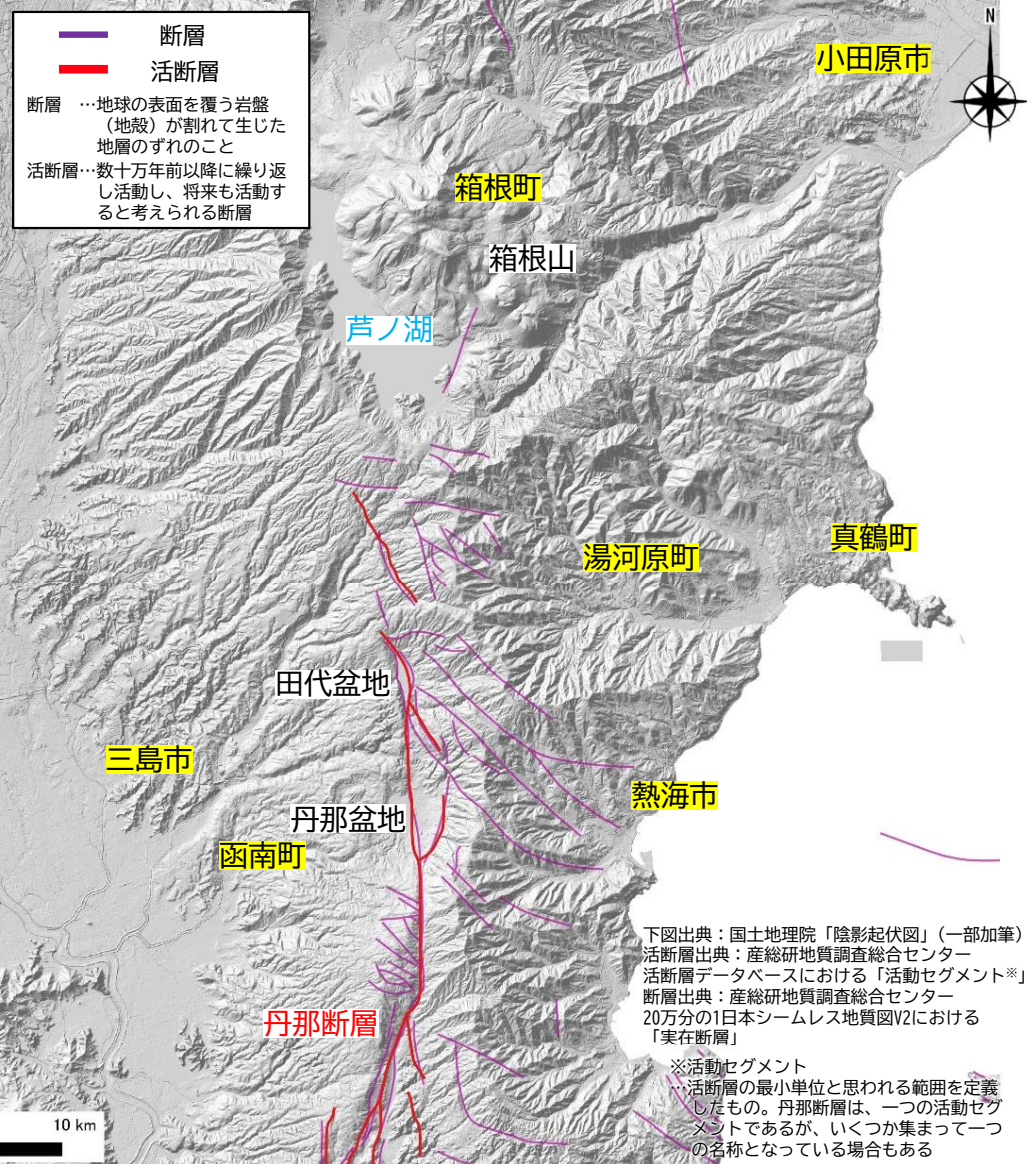 断層
活断層
断層 …地球の表面を覆う岩盤
（地殻）が割れて生じた
地層のずれのこと
活断層…数十万年前以降に繰り返
し活動し、将来も活動す
ると考えられる断層
N
小田原市
箱根町
箱根山
芦ノ湖
真鶴町
湯河原町
田代盆地
三島市
熱海市
丹那盆地
函南町
丹那断層
下図出典：国土地理院「陰影起伏図」(一部加筆)
活断層出典：産総研地質調査総合センター
活断層データベースにおける「活動セグメント※」
断層出典：産総研地質調査総合センター
20万分の1日本シームレス地質図V2における
「実在断層」
※活動セグメント
…活断層の最小単位と思われる範囲を定義
したもの。丹那断層は、一つの活動セグ
メントであるが、いくつか集まって一つ
の名称となっている場合もある
10 km